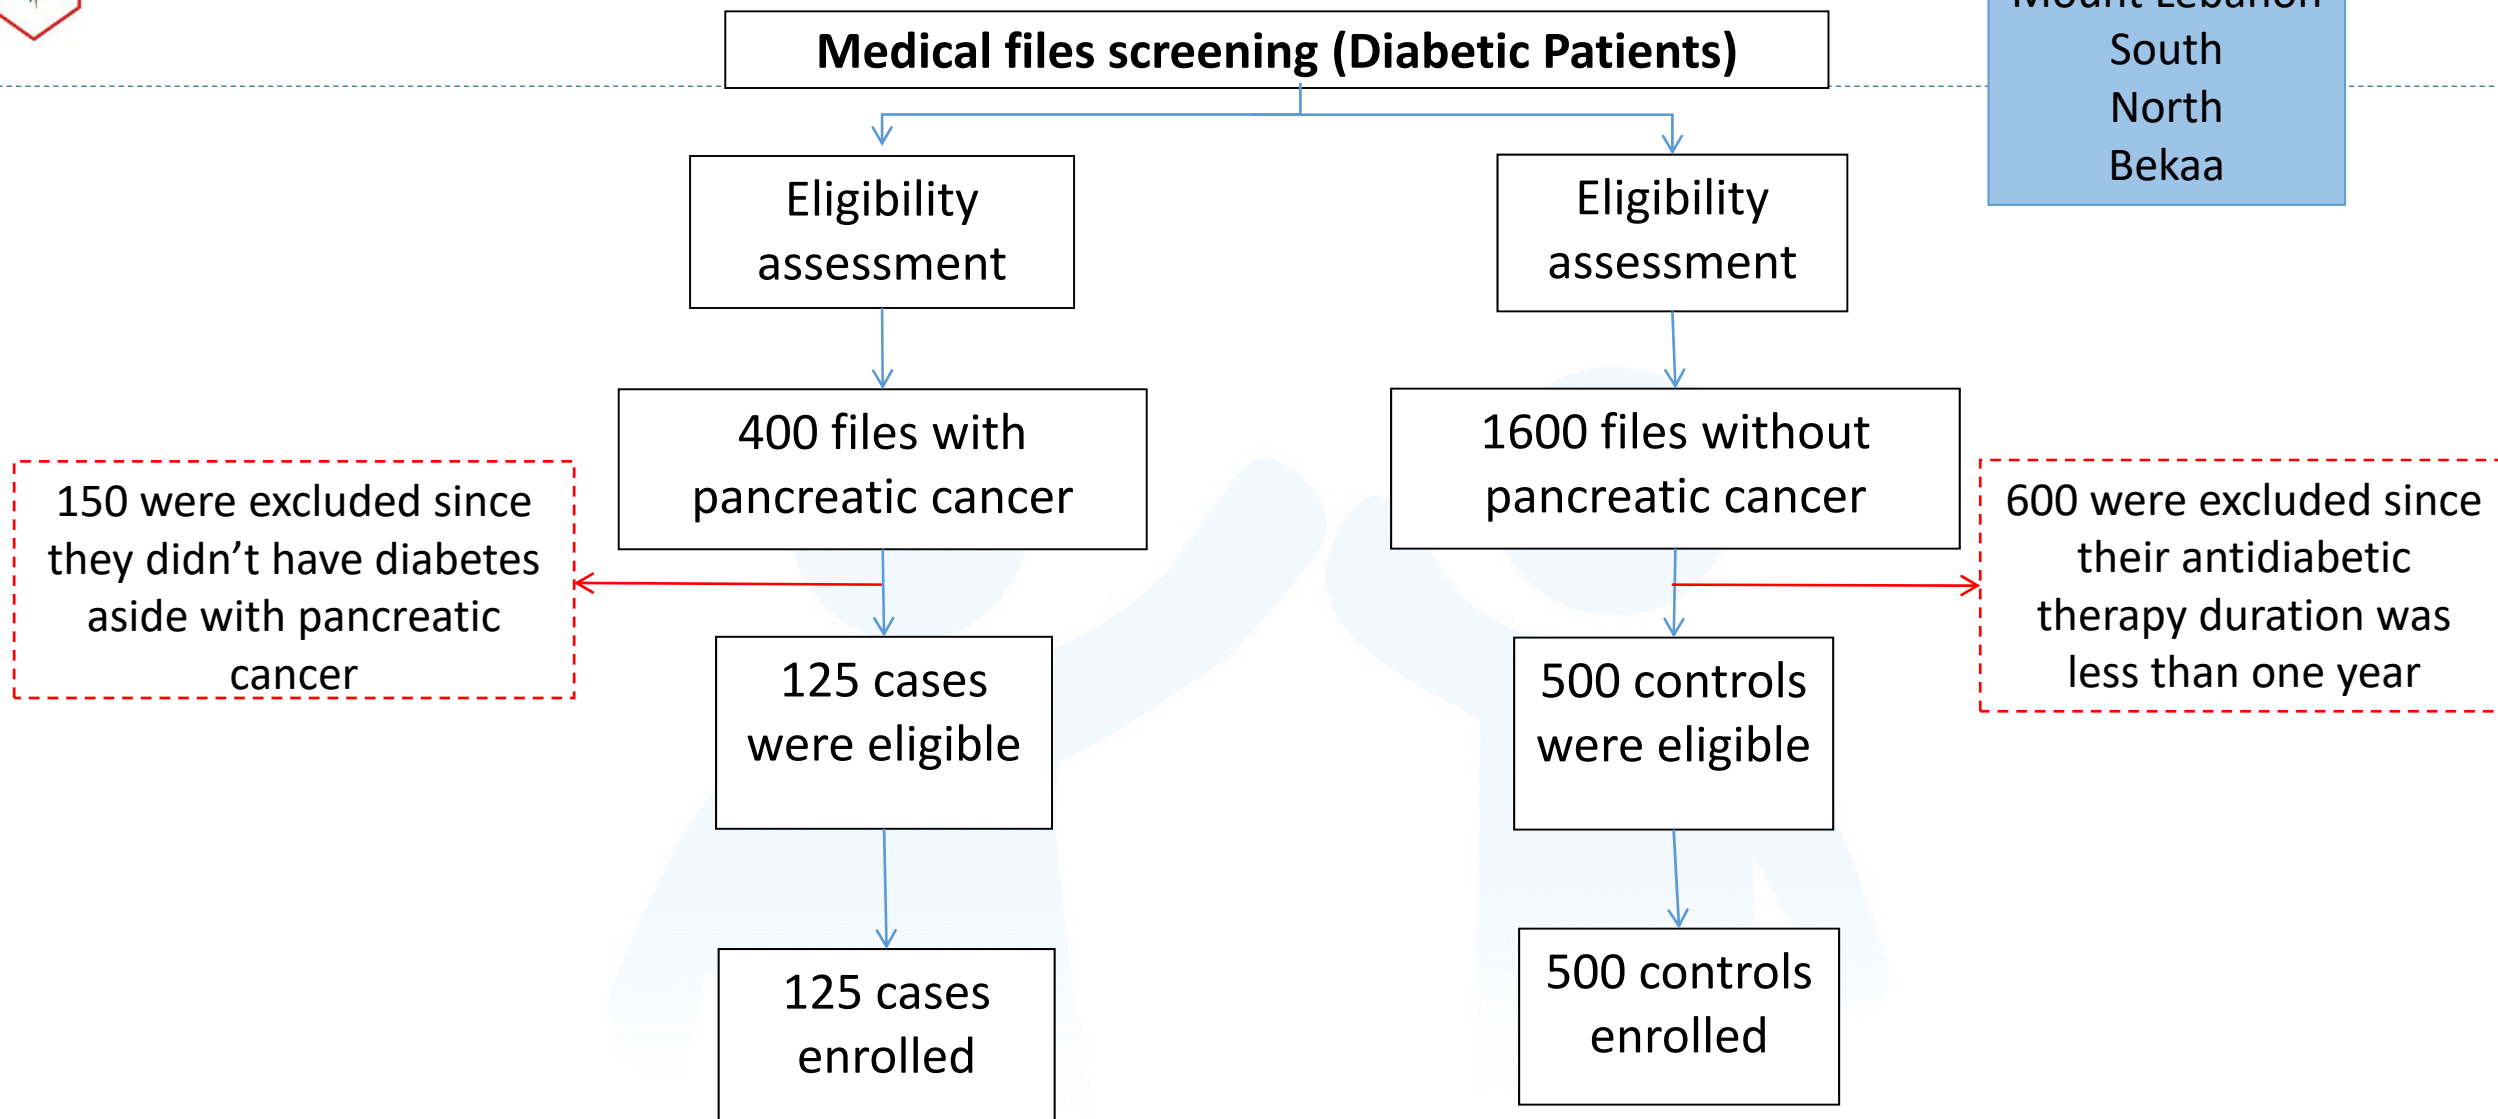 Mount Lebanon
South
North
Bekaa
Medical files screening (Diabetic Patients)
Eligibility
assessment
Eligibility
assessment
400 files with
pancreatic cancer
1600 files without
pancreatic cancer
150 were excluded since
they didn’t have diabetes
aside with pancreatic
cancer
600 were excluded since
their antidiabetic
therapy duration was
less than one year
125 cases
were eligible
500 controls
were eligible
125 cases
enrolled
500 controls
enrolled